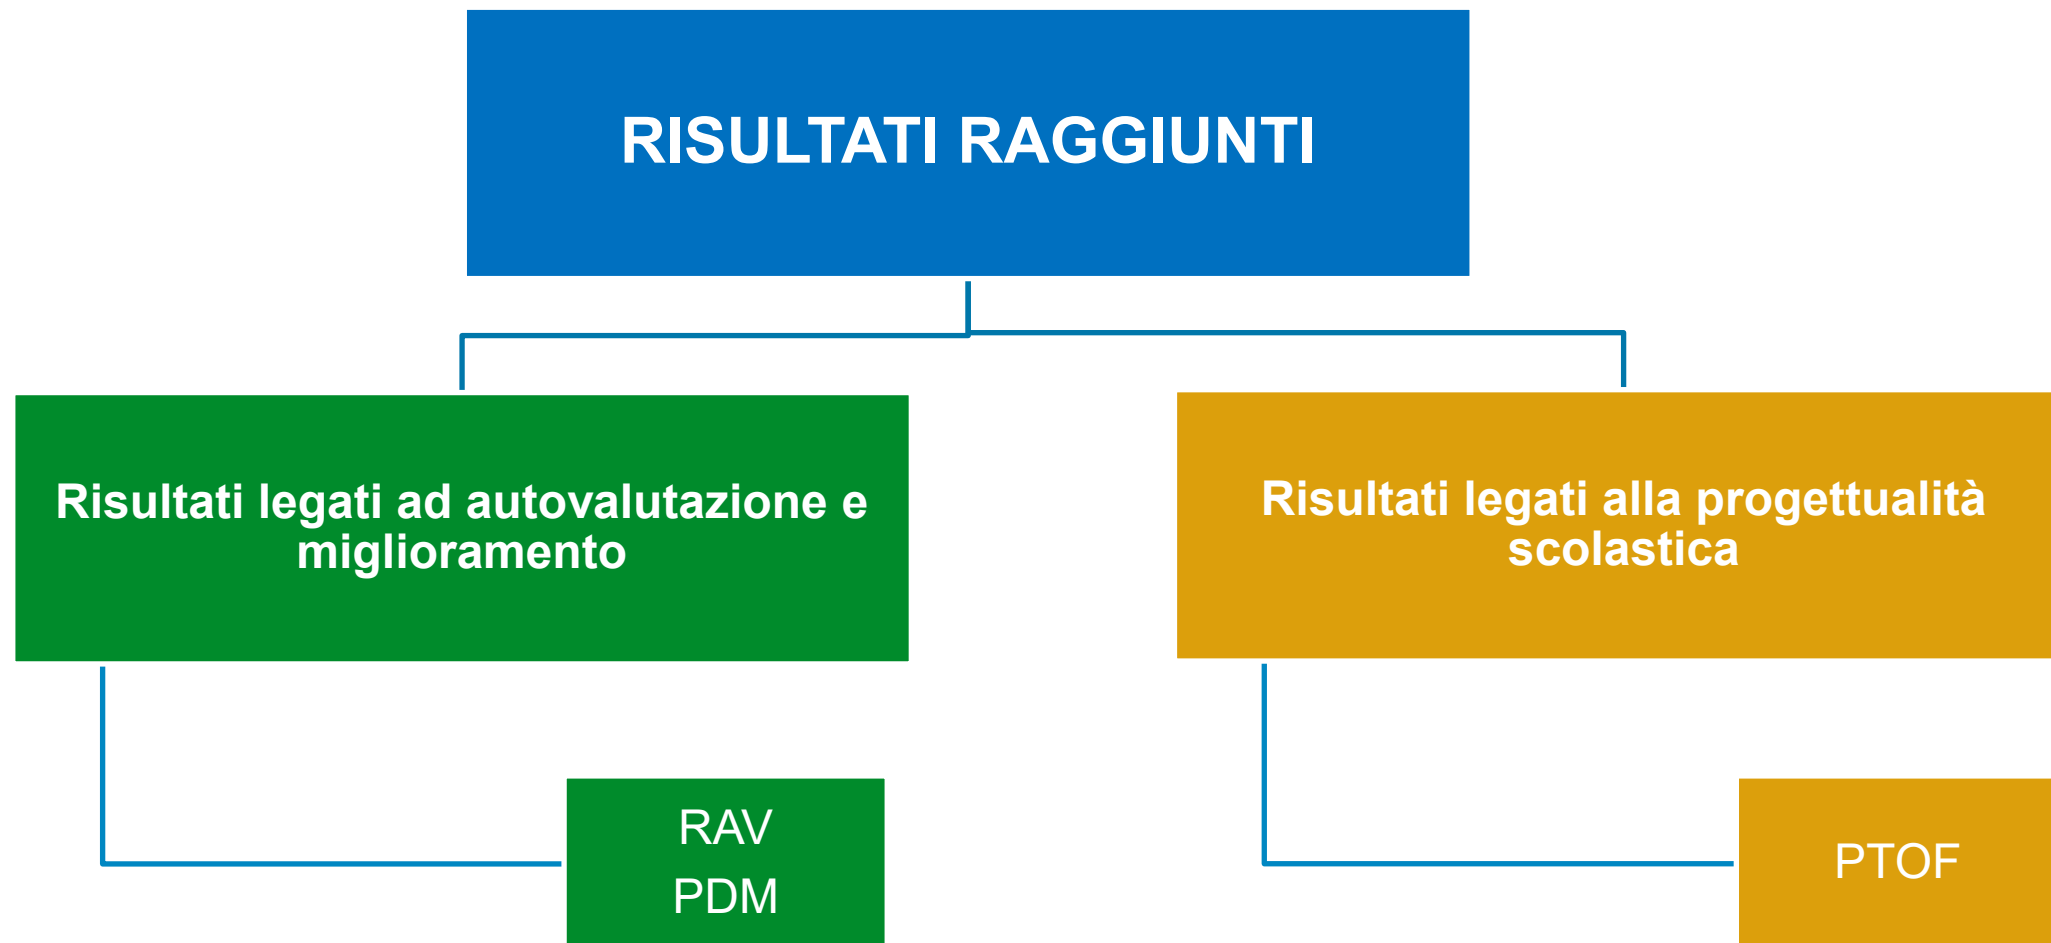 RISULTATI RAGGIUNTI
Risultati legati ad autovalutazione e
miglioramento
Risultati legati alla progettualità
scolastica
RAV
PDM
PTOF